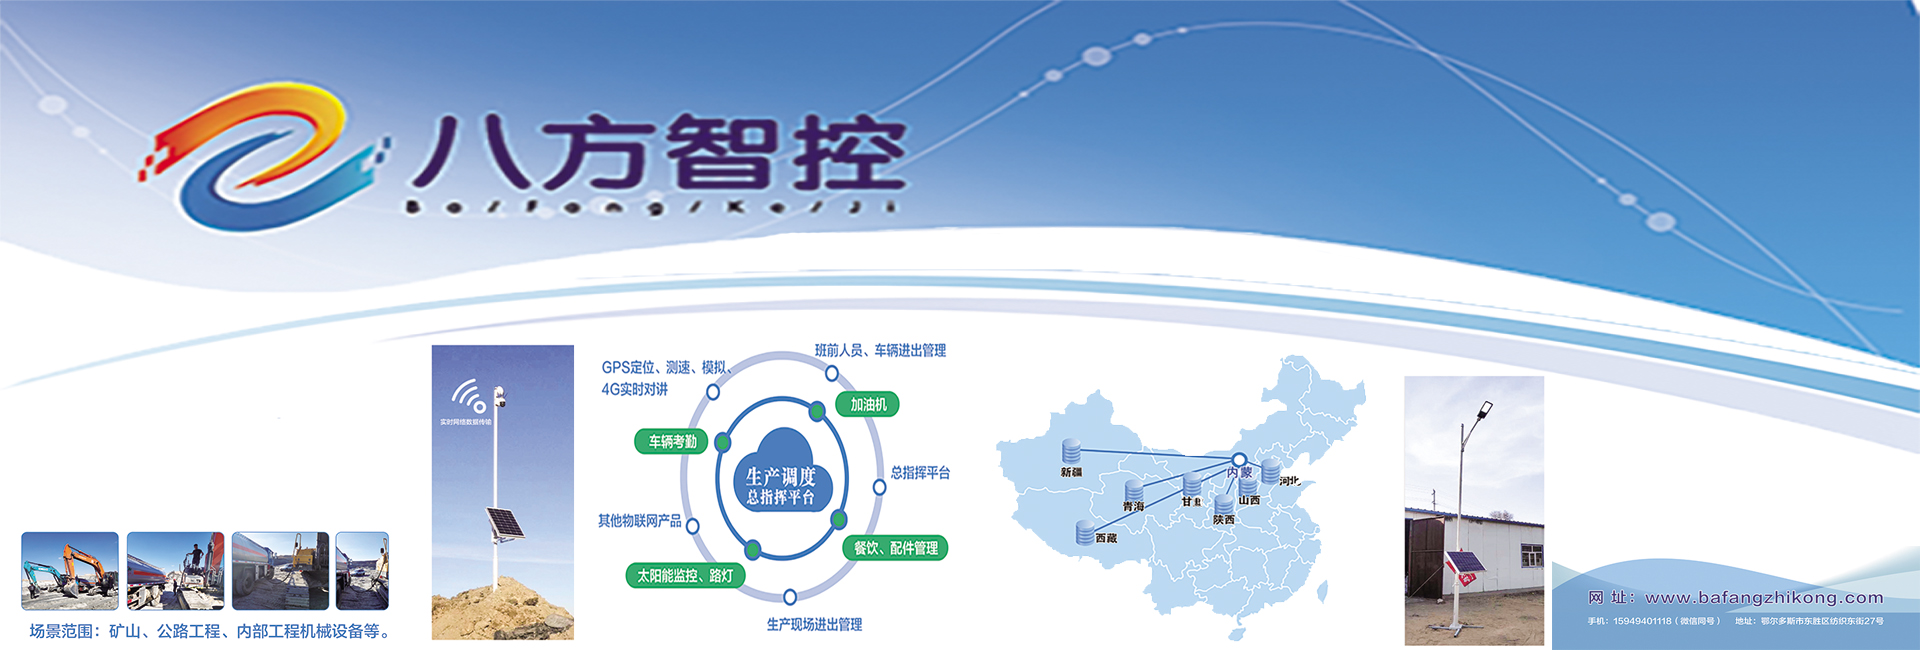 八方智控
Ba/Fang/Ke/Ji
实时网络数据传输
班前人员、车辆进出管理
GPS定位、测速、模拟、
4G实时对讲
加油机
车辆考勤
生产调度
总指挥平台
总指挥平台
其他物联网产品
餐饮、配件管理
太阳能监控、路灯
生产现场进出管理
新疆
内蒙
河北
青海
甘肃
山西
陕西
西藏
场景范围：矿山、公路工程、内部工程机械设备等。
网 址：www.bafangzhikong.com
手机：15949401118（微信同号） 地址：鄂尔多斯市东胜区纺织东街27号